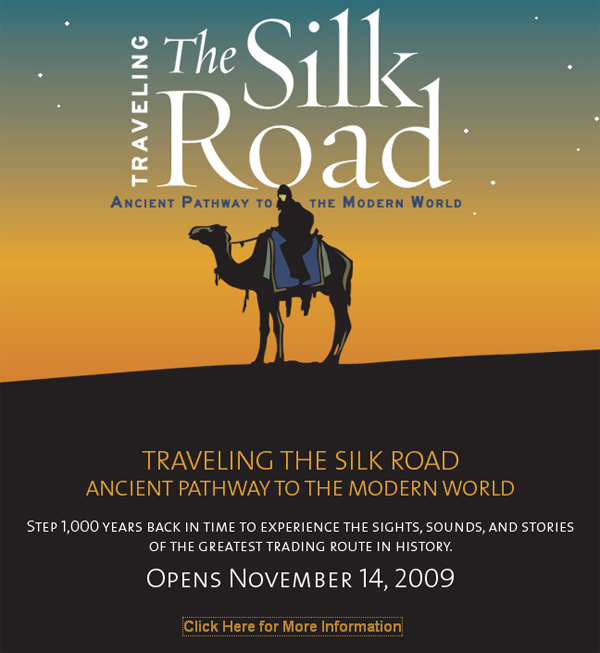 TRAVELING
The Silk
Road
ANCIENT PATHWAY TO THE MODERN WORLD
TRAVELING THE SILK ROAD
ANCIENT PATHWAY TO THE MODERN WORLD
STEP 1,000 YEARS BACK IN TIME TO EXPERIENCE THE SIGHTS, SOUNDS, AND STORIES
OF THE GREATEST TRADING ROUTE IN HISTORY.
OPENS NOVEMBER 14, 2009
Click Here for More Information